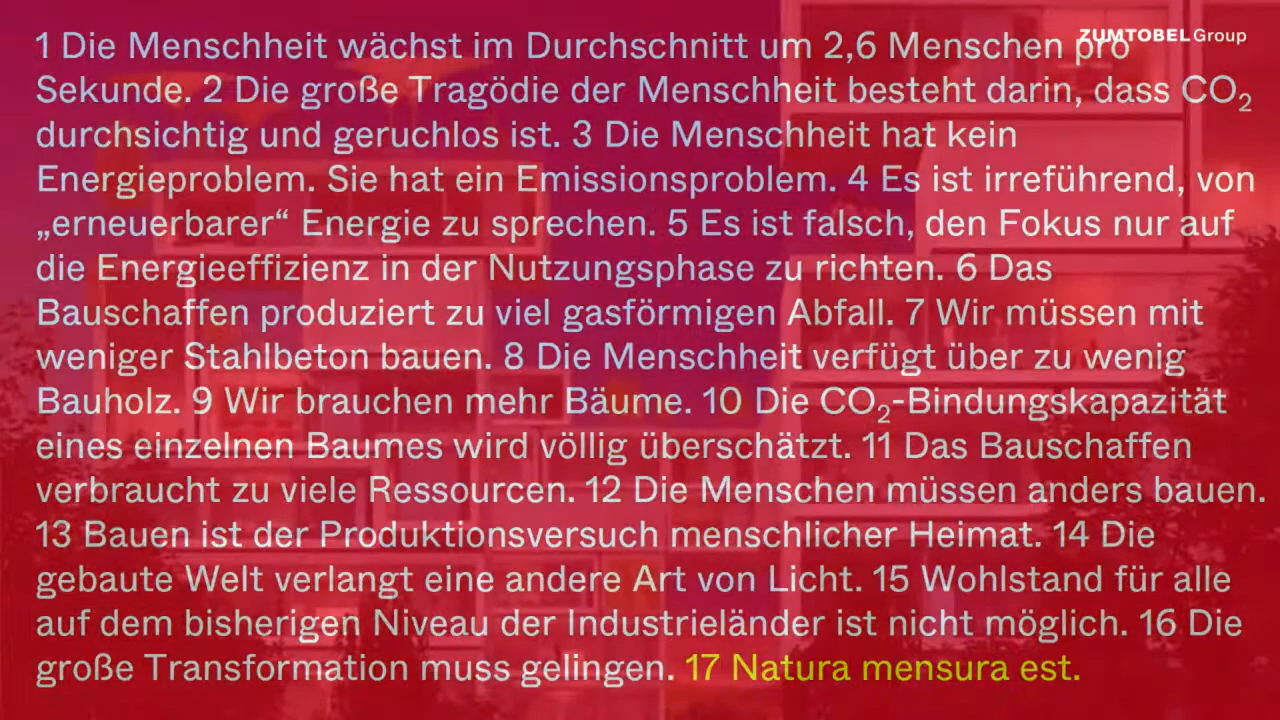 ZUMTOBEL Group
1 Die Menschheit wächst im Durchschnitt um 2,6 Menschen pro
Sekunde. 2 Die große Tragödie der Menschheit besteht darin, dass CO₂
durchsichtig und geruchlos ist. 3 Die Menschheit hat kein
Energieproblem. Sie hat ein Emissionsproblem. 4 Es ist irreführend, von
„erneuerbarer“ Energie zu sprechen. 5 Es ist falsch, den Fokus nur auf
die Energieeffizienz in der Nutzungsphase zu richten. 6 Das
Bauschaffen produziert zu viel gasförmigen Abfall. 7 Wir müssen mit
weniger Stahlbeton bauen. 8 Die Menschheit verfügt über zu wenig
Bauholz. 9 Wir brauchen mehr Bäume. 10 Die CO₂-Bindungskapazität
eines einzelnen Baumes wird völlig überschätzt. 11 Das Bauschaffen
verbraucht zu viele Ressourcen. 12 Die Menschen müssen anders bauen.
13 Bauen ist der Produktionsversuch menschlicher Heimat. 14 Die
gebaute Welt verlangt eine andere Art von Licht. 15 Wohlstand für alle
auf dem bisherigen Niveau der Industrieländer ist nicht möglich. 16 Die
große Transformation muss gelingen. 17 Natura mensura est.